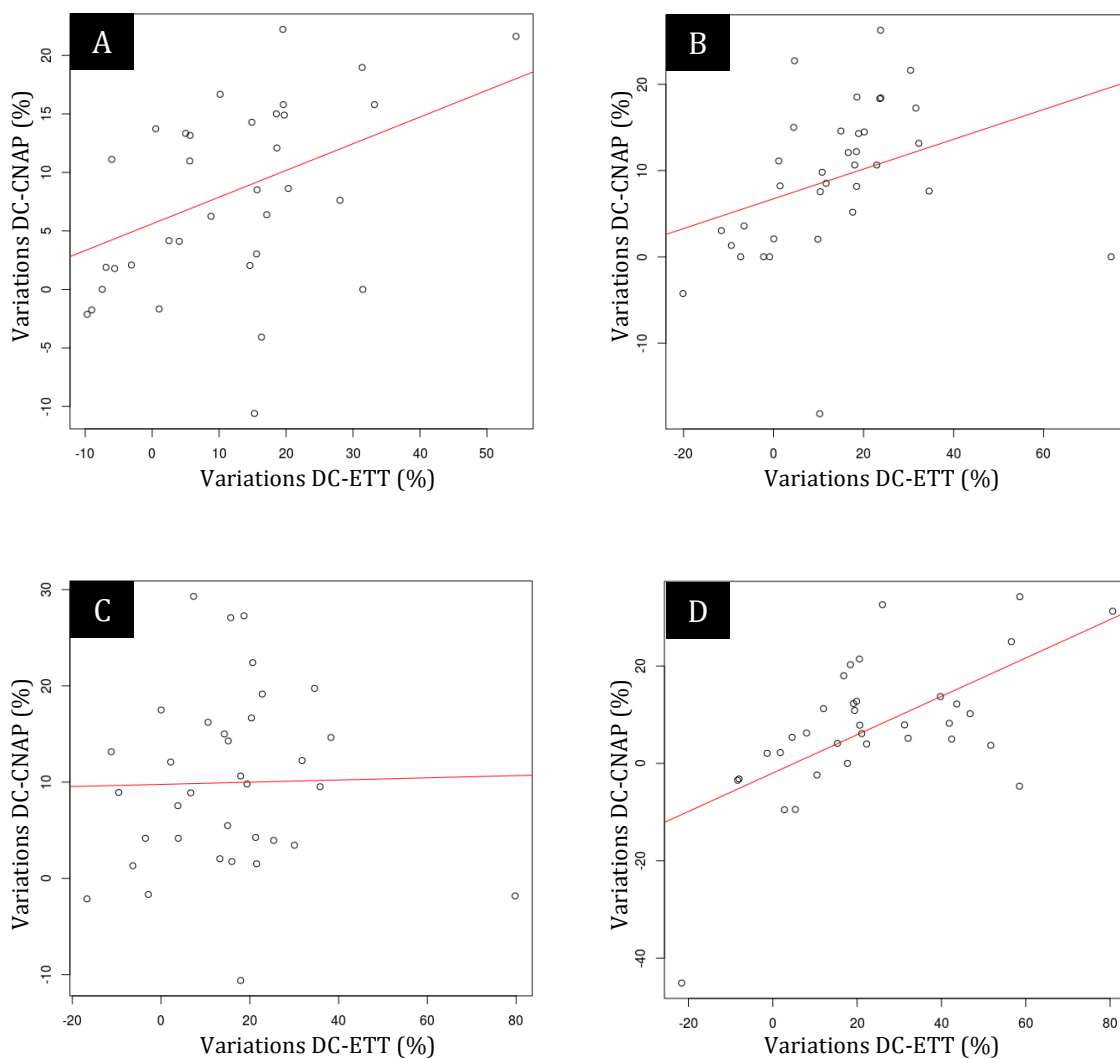 A
Variations DC-CNAP (%)
20
15
10
5
0
-5
-10
-10 0 10 20 30 40 50
Variations DC-ETT (%)
B
Variations DC-CNAP (%)
20
10
0
-10
-20 0 20 40 60
Variations DC-ETT (%)
C
Variations DC-CNAP (%)
30
20
10
0
-10
-20 0 20 40 60 80
Variations DC-ETT (%)
D
Variations DC-CNAP (%)
20
0
-20
-40
-20 0 20 40 60 80
Variations DC-ETT (%)